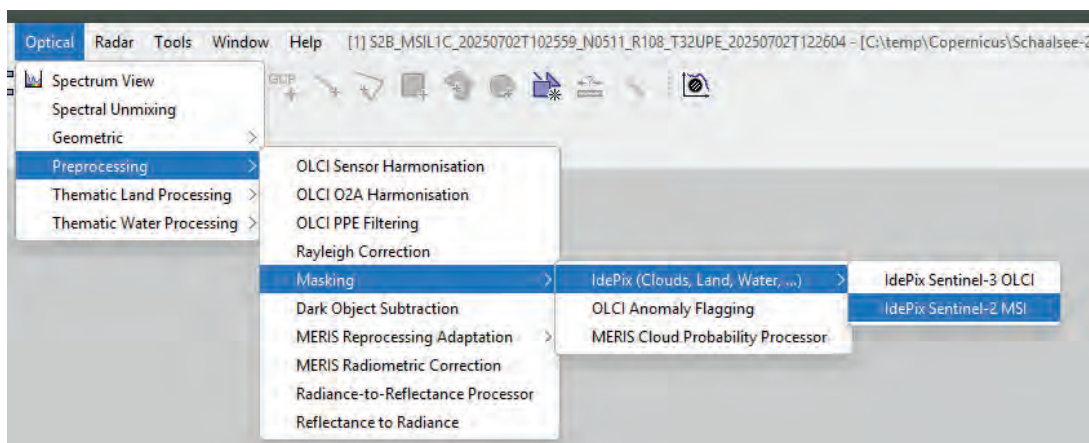 Optical Radar Tools Window Help [1] S2B_MSIL1C_20250702T102559_N0511_R108_T32UPE_20250702T122604 - [C:\temp\Copernicus\Schaalsee-2
Spectrum View
Spectral Unmixing
Geometric >
Preprocessing >
Thematic Land Processing >
Thematic Water Processing >
GCP
OLCI Sensor Harmonisation
OLCI O2A Harmonisation
OLCI PPE Filtering
Rayleigh Correction
Masking >
Dark Object Subtraction
MERIS Reprocessing Adaptation >
MERIS Radiometric Correction
Radiance-to-Reflectance Processor
Reflectance to Radiance
IdePix (Clouds, Land, Water, ...) >
OLCI Anomaly Flagging
MERIS Cloud Probability Processor
IdePix Sentinel-3 OLCI
IdePix Sentinel-2 MSI